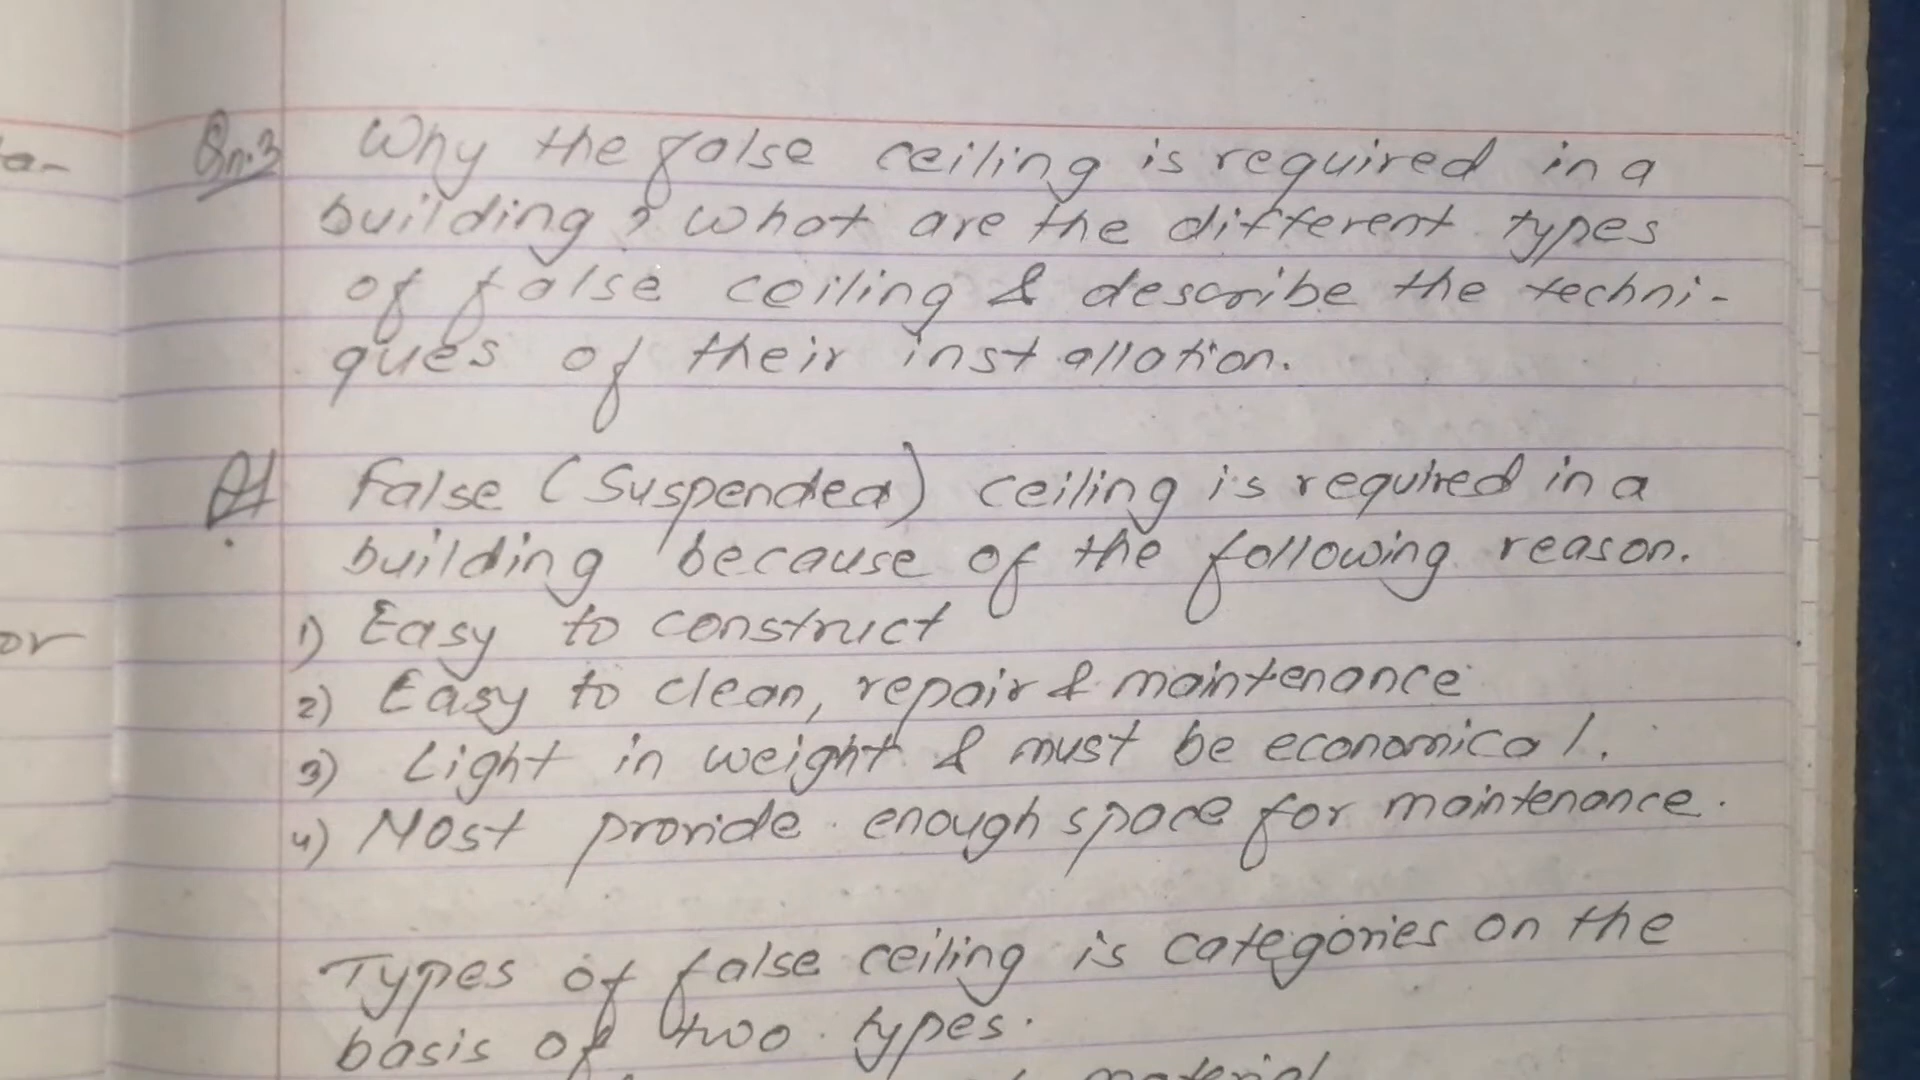 a-
Qn.3 Why the false ceiling is required in a
building? What are the different types
of false ceiling & describe the techni-
ques of their installation.
False (Suspended) ceiling is required in a
building because of the following reason.
1) Easy to construct
or
2) Easy to clean, repair & maintenance
3) Light in weight & must be economical.
4) Most provide enough space for maintenance.
Types of false ceiling is categories on the
basis of two types.
material